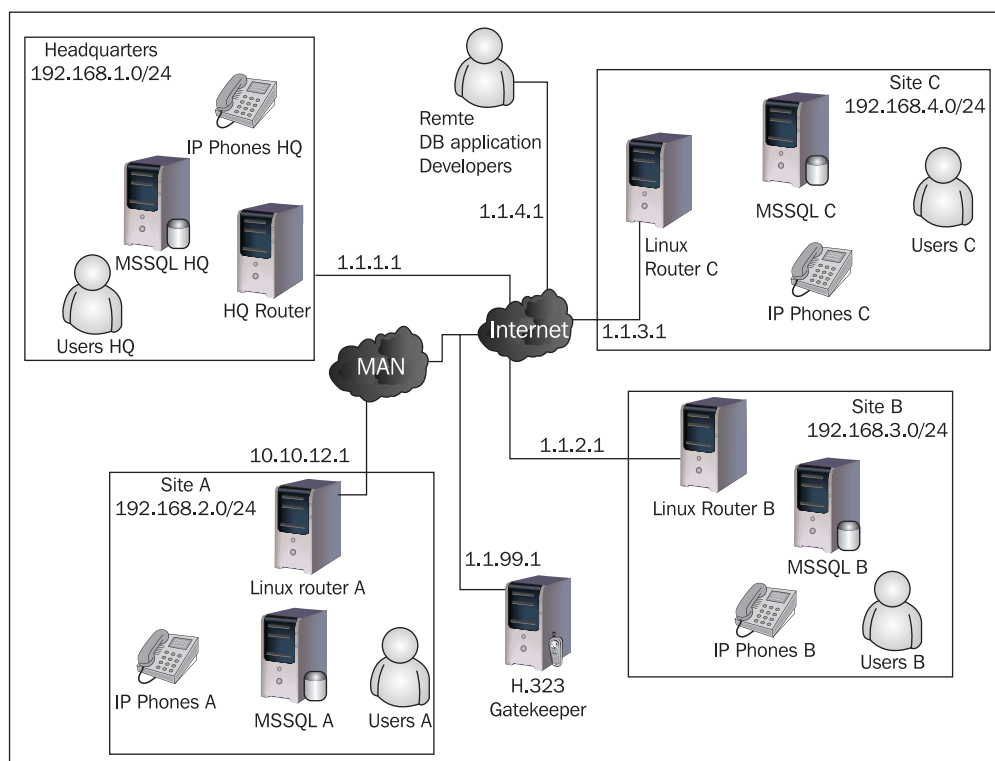 Headquarters
192.168.1.0/24
IP Phones HQ
MSSQL HQ
HQ Router
Users HQ
1.1.1.1
Remte
DB application
Developers
1.1.4.1
Site C
192.168.4.0/24
MSSQL C
Linux
Router C
Users C
IP Phones C
1.1.3.1
Internet
MAN
10.10.12.1
Site A
192.168.2.0/24
Linux router A
IP Phones A
MSSQL A
Users A
1.1.99.1
H.323
Gatekeeper
1.1.2.1
Site B
192.168.3.0/24
Linux Router B
MSSQL B
IP Phones B
Users B